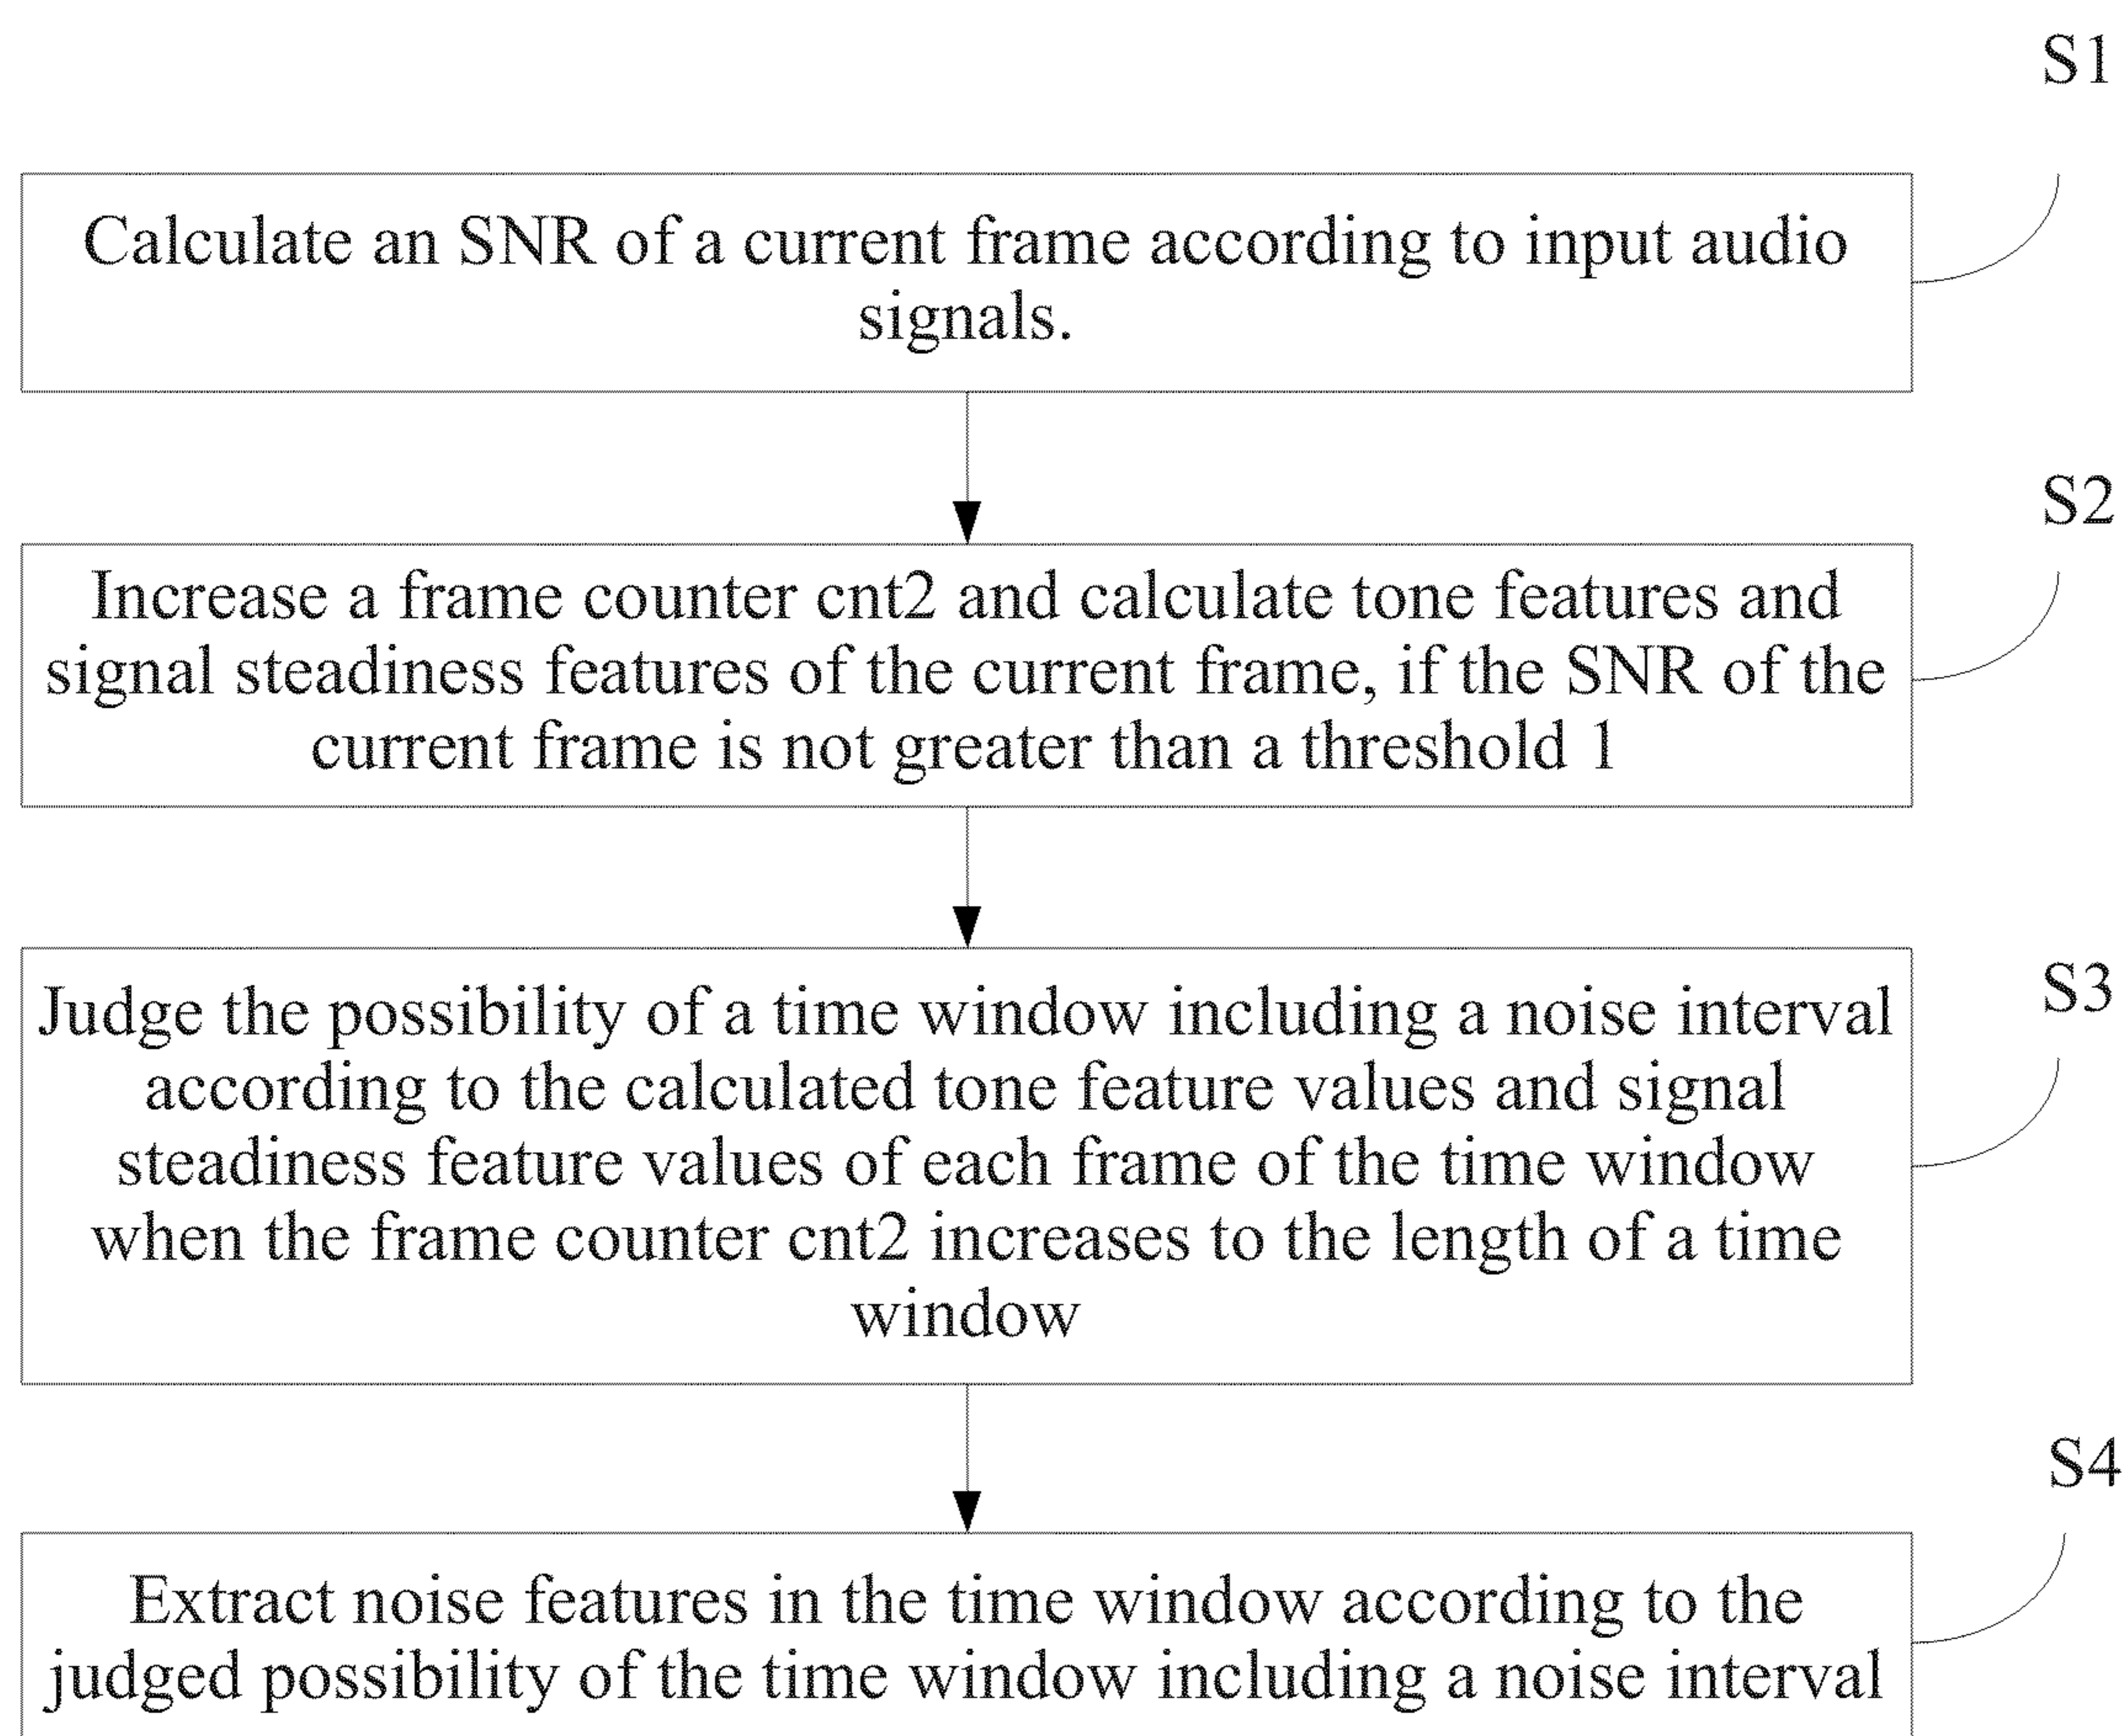 S1
Calculate an SNR of a current frame according to input audio
signals.
S2
Increase a frame counter cnt2 and calculate tone features and
signal steadiness features of the current frame, if the SNR of the
current frame is not greater than a threshold 1
S3
Judge the possibility of a time window including a noise interval
according to the calculated tone feature values and signal
steadiness feature values of each frame of the time window
when the frame counter cnt2 increases to the length of a time
window
S4
Extract noise features in the time window according to the
judged possibility of the time window including a noise interval